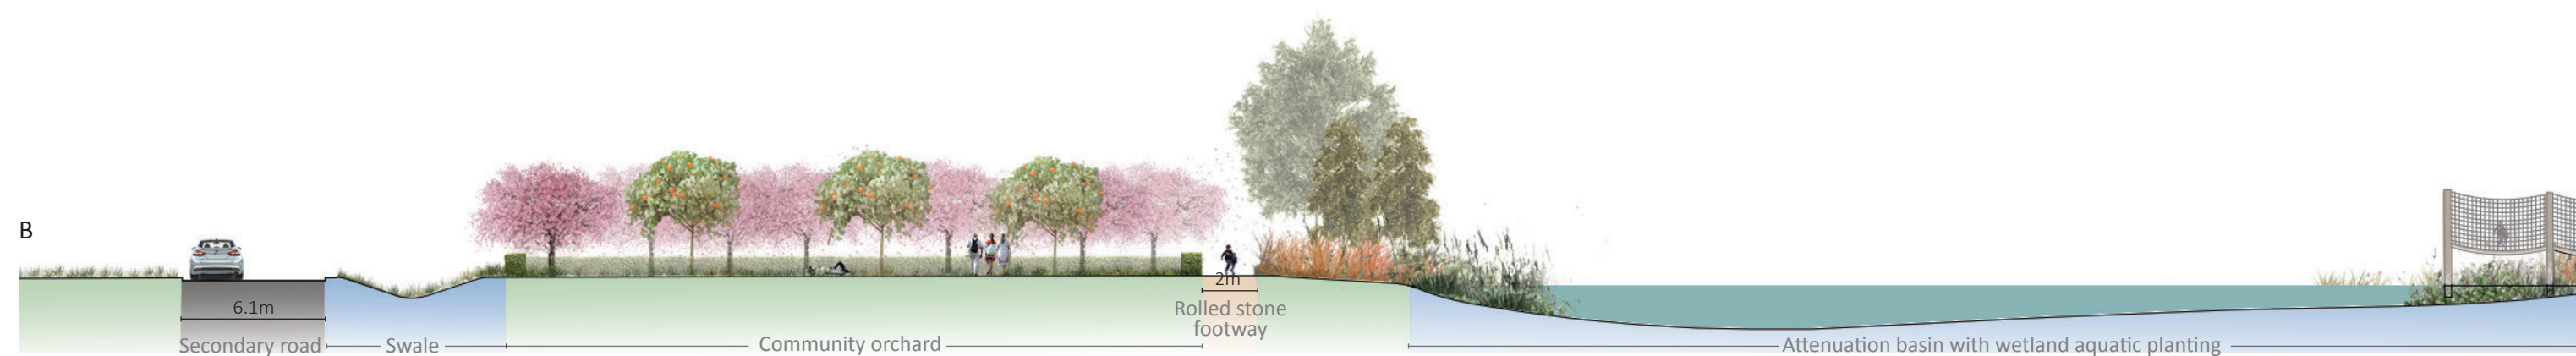 B
6.1m
Secondary road
Swale
Community orchard
2m
Rolled stone
footway
Attenuation basin with wetland aquatic planting